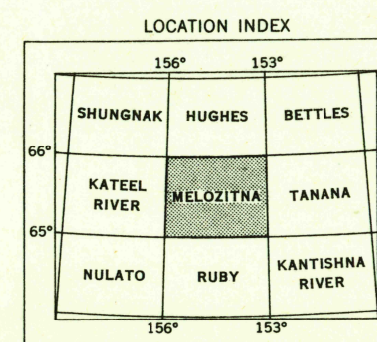 LOCATION INDEX
156° 153°
SHUNGNAK HUGHES BETTLES
66°
KATEEL
RIVER
MELOZITNA
TANANA
65°
NULATO
RUBY
KANTISHNA
RIVER
156° 153°